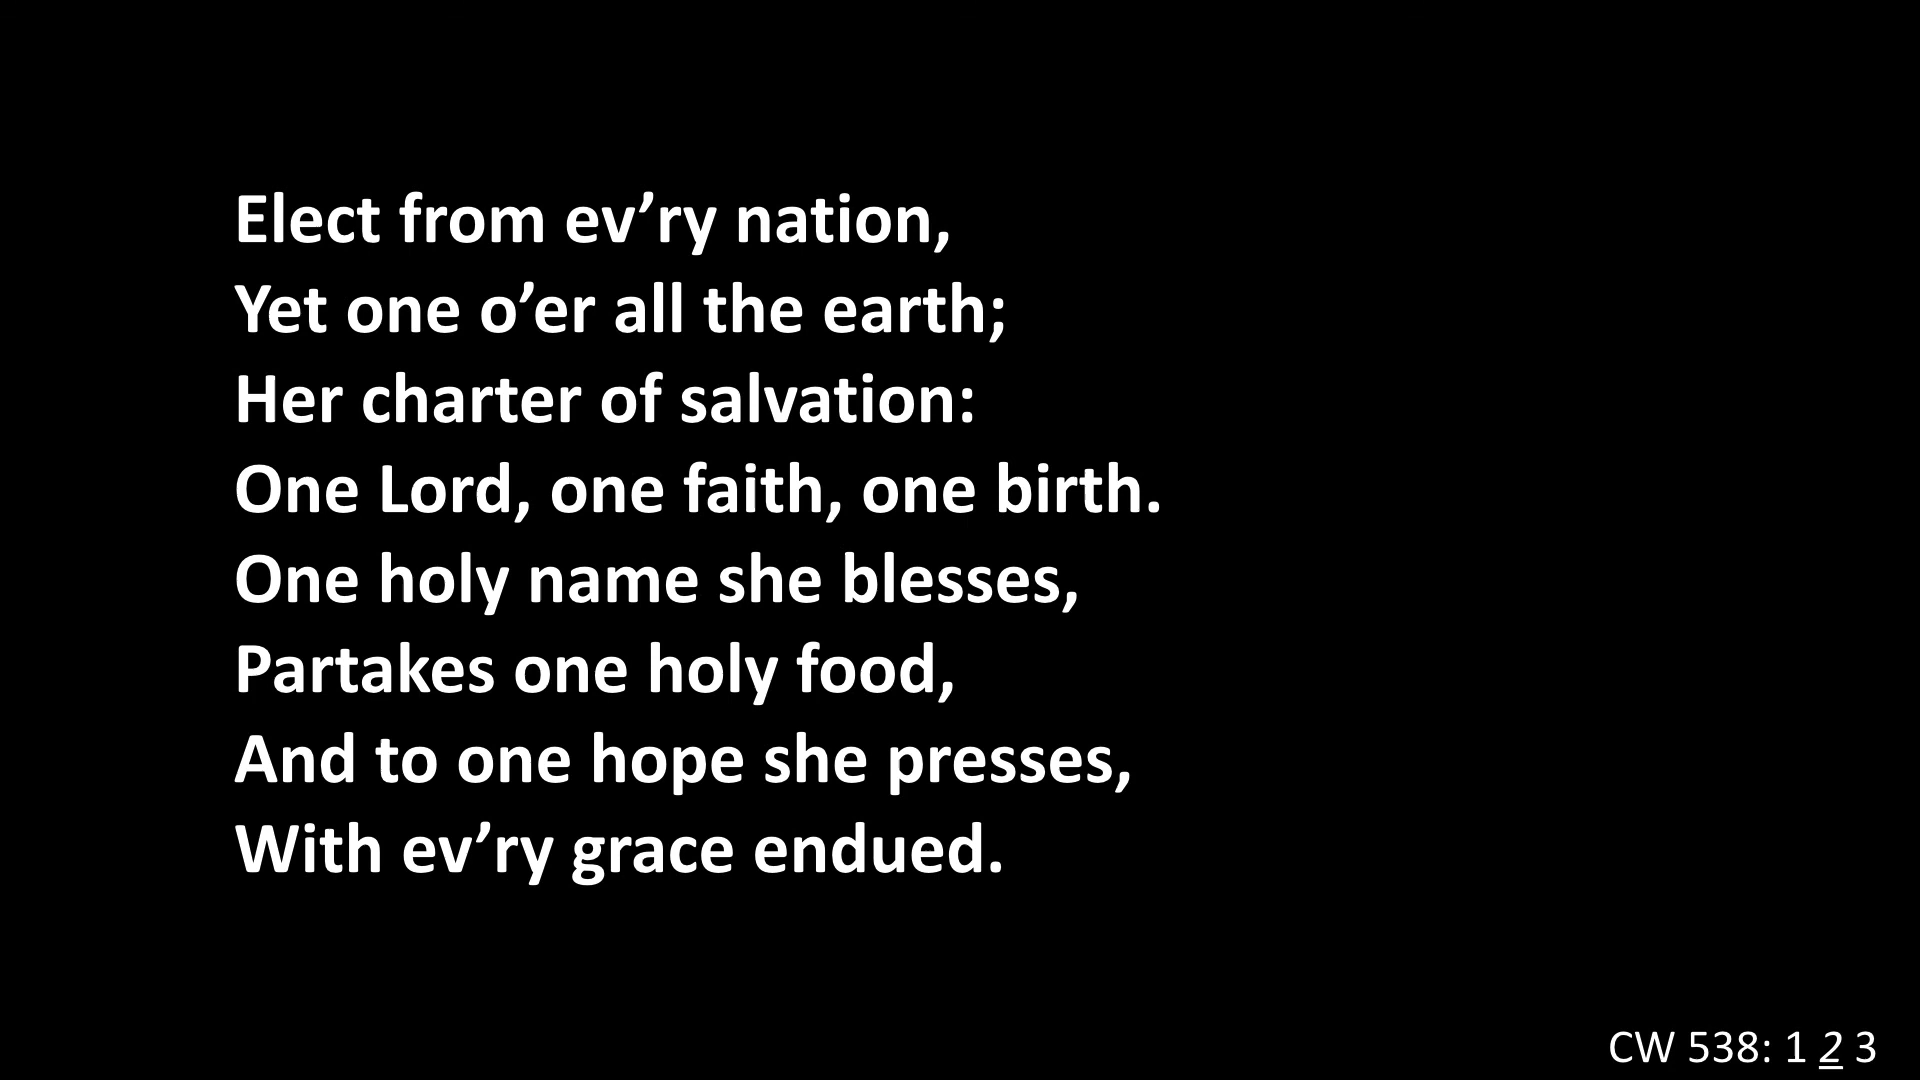 Elect from ev’ry nation,
Yet one o’er all the earth;
Her charter of salvation:
One Lord, one faith, one birth.
One holy name she blesses,
Partakes one holy food,
And to one hope she presses,
With ev’ry grace endued.
CW 538: 1 2 3